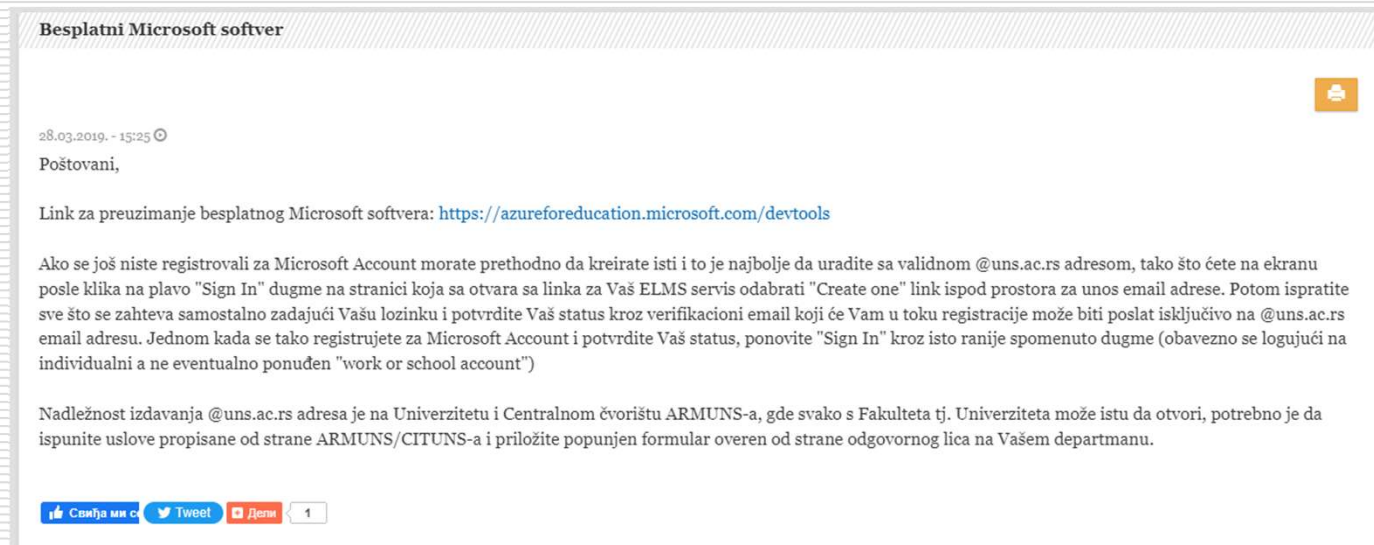 Besplatni Microsoft softver
28.03.2019. - 15:25
Poštovani,
Link za preuzimanje besplatnog Microsoft softvera: https://azureforeducation.microsoft.com/devtools
Ako se još niste registrovali za Microsoft Account morate prethodno da kreirate isti i to je najbolje da uradite sa validnom @uns.ac.rs adresom, tako što ćete na ekranu
posle klika na plavo "Sign In" dugme na stranici koja sa otvara sa linka za Vaš ELMS servis odabrati "Create one" link ispod prostora za unos email adrese. Potom ispratite
sve što se zahteva samostalno zadajući Vašu lozinku i potvrdite Vaš status kroz verifikacioni email koji će Vam u toku registracije može biti poslat isključivo na @uns.ac.rs
email adresu. Jednom kada se tako registrujete za Microsoft Account i potvrdite Vaš status, ponovite "Sign In" kroz isto ranije spomenuto dugme (obavezno se logujući na
individualni a ne eventualno ponuđen "work or school account")
Nadležnost izdavanja @uns.ac.rs adresa je na Univerzitetu i Centralnom čvorištu ARMUNS-a, gde svako s Fakulteta tj. Univerziteta može istu da otvori, potrebno je da
ispunite uslove propisane od strane ARMUNS/CITUNS-a i priložite popunjen formular overen od strane odgovornog lica na Vašem departmanu.
Свиђа ми се Tweet Дели 1